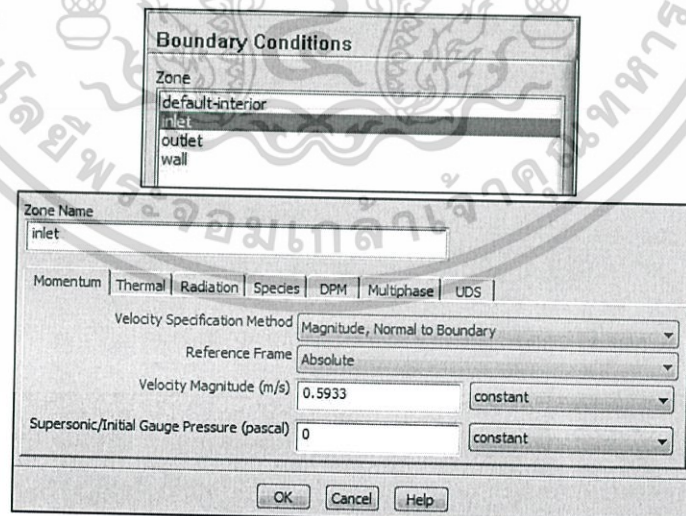 Boundary Conditions
Zone
default-interior
inlet
outlet
wall
Zone Name
inlet
Momentum Thermal Radiation Species DPM Multiphase UDS
Velocity Specification Method Magnitude, Normal to Boundary
Reference Frame Absolute
Velocity Magnitude (m/s) 0.5933 constant
Supersonic/Initial Gauge Pressure (pascal) 0 constant
OK Cancel Help